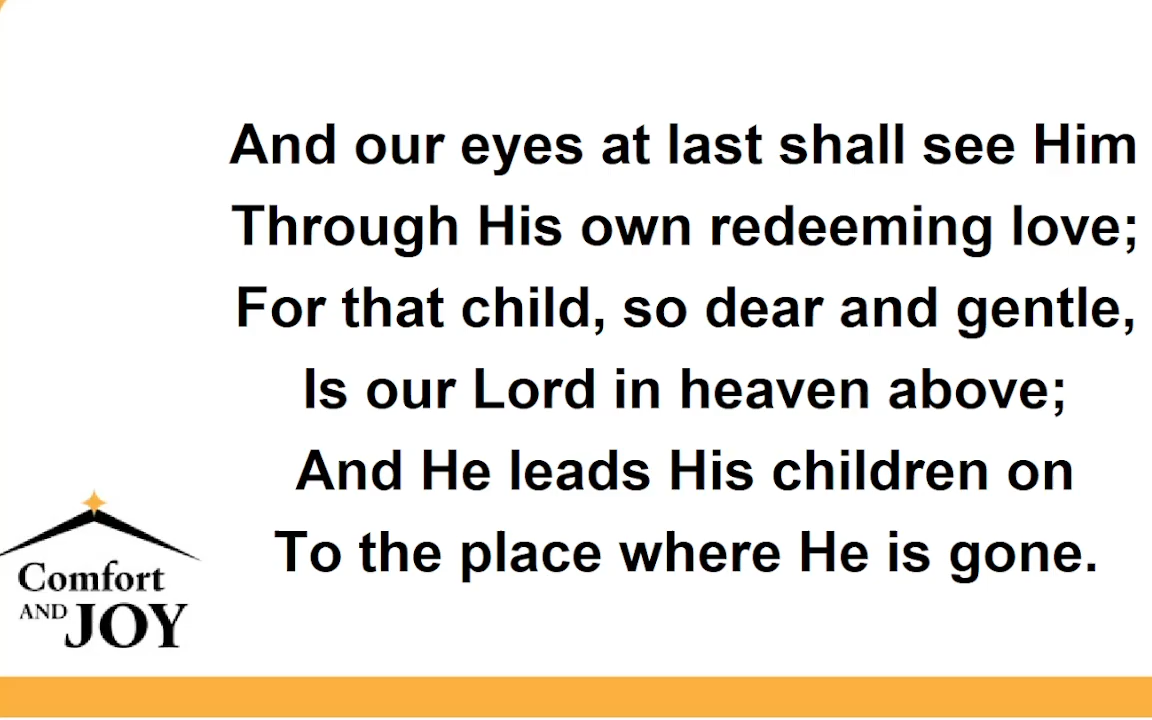 And our eyes at last shall see Him
Through His own redeeming love;
For that child, so dear and gentle,
Is our Lord in heaven above;
And He leads His children on
To the place where He is gone.
Comfort
AND JOY